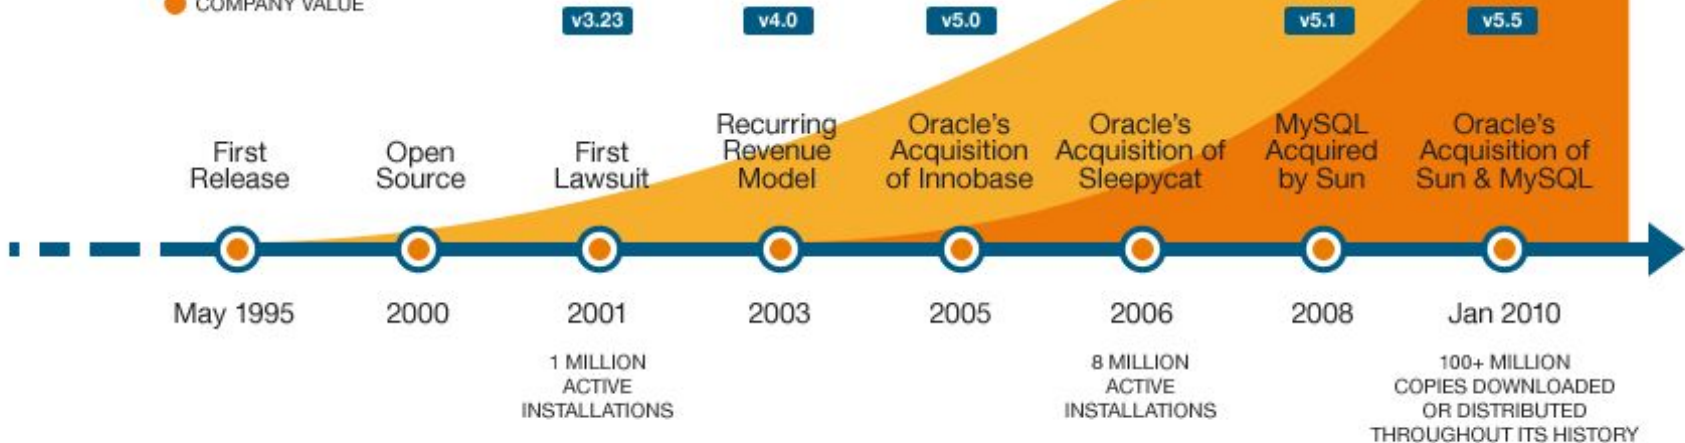 COMPANY VALUE
v3.23
v4.0
v5.0
v5.1
v5.5
First
Release
Open
Source
First
Lawsuit
Recurring
Revenue
Model
Oracle's
Acquisition
of Innobase
Oracle's
Acquisition of
Sleepycat
MySQL
Acquired
by Sun
Oracle's
Acquisition of
Sun & MySQL
May 1995
2000
2001
2003
2005
2006
2008
Jan 2010
1 MILLION
ACTIVE
INSTALLATIONS
8 MILLION
ACTIVE
INSTALLATIONS
100+ MILLION
COPIES DOWNLOADED
OR DISTRIBUTED
THROUGHOUT ITS HISTORY